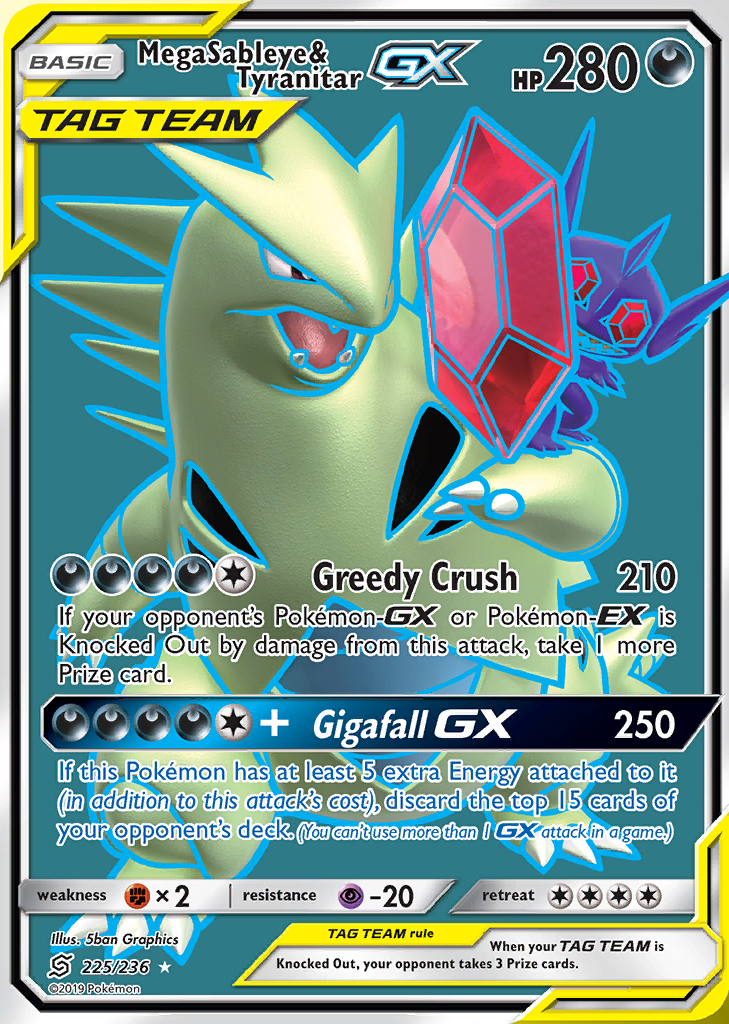 BASIC
MegaSableye&
Tyranitar GX
HP 280
TAG TEAM
Greedy Crush 210
If your opponent's Pokémon-GX or Pokémon-EX is
Knocked Out by damage from this attack, take 1 more
Prize card.
+ Gigafall GX 250
If this Pokémon has at least 5 extra Energy attached to it
(in addition to this attack's cost), discard the top 15 cards of
your opponent's deck. (You can't use more than 1 GX attack in a game.)
weakness ×2 resistance -20 retreat
Illus. 5ban Graphics
225/236
©2019 Pokémon
TAG TEAM rule
When your TAG TEAM is
Knocked Out, your opponent takes 3 Prize cards.